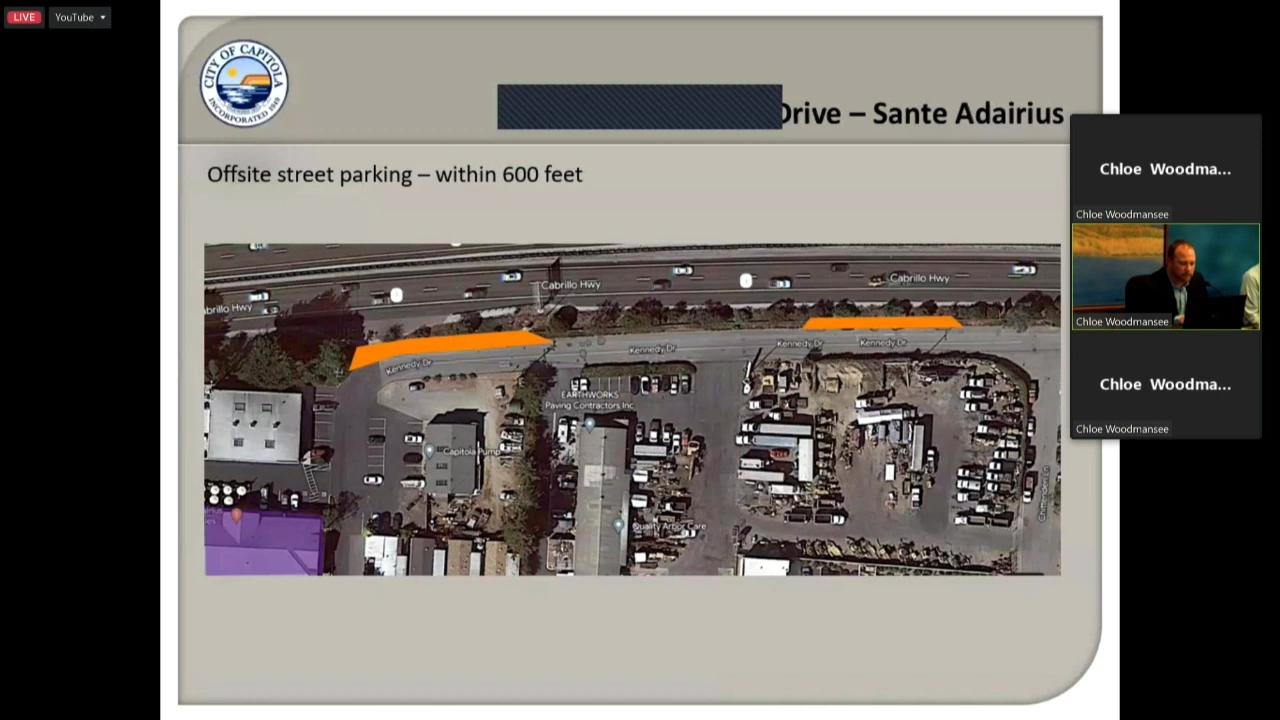 LIVE
YouTube
CITY OF CAPITOLA
INCORPORATED 1949
Drive – Sante Adairius
Offsite street parking – within 600 feet
Chloe Woodma...
Chloe Woodmansee
Chloe Woodmansee
Chloe Woodma...
Chloe Woodmansee
Cabrillo Hwy
Cabrillo Hwy
brillo Hwy
Kennedy Dr
Kennedy Dr
Kennedy Dr
Kennedy Dr
EARTHWORKS
Paving Contractors Inc
Capitola Pump
Quality Arbor Care